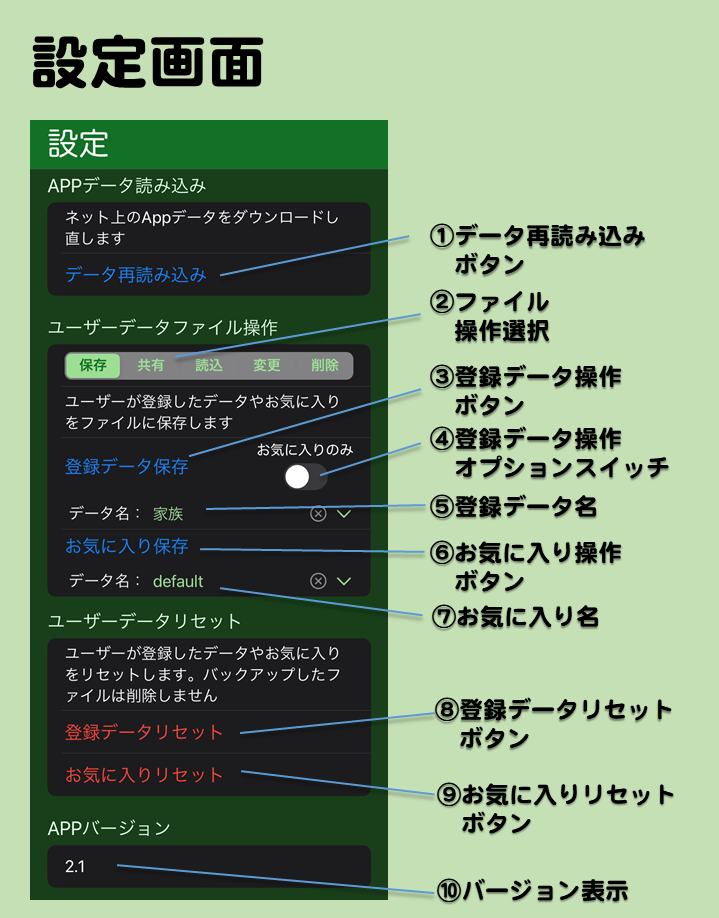 設定画面
設定
APPデータ読み込み
ネット上のAppデータをダウンロードし
直します
データ再読み込み
ユーザーデータファイル操作
保存 共有 読込 変更 削除
ユーザーが登録したデータやお気に入り
をファイルに保存します
お気に入りのみ
登録データ保存
データ名： 家族
お気に入り保存
データ名： default
ユーザーデータリセット
ユーザーが登録したデータやお気に入り
をリセットします。バックアップしたフ
ァイルは削除しません
登録データリセット
お気に入りリセット
APPバージョン
2.1
①データ再読み込み
ボタン
②ファイル
操作選択
③登録データ操作
ボタン
④登録データ操作
オプションスイッチ
⑤登録データ名
⑥お気に入り操作
ボタン
⑦お気に入り名
⑧登録データリセット
ボタン
⑨お気に入りリセット
ボタン
⑩バージョン表示